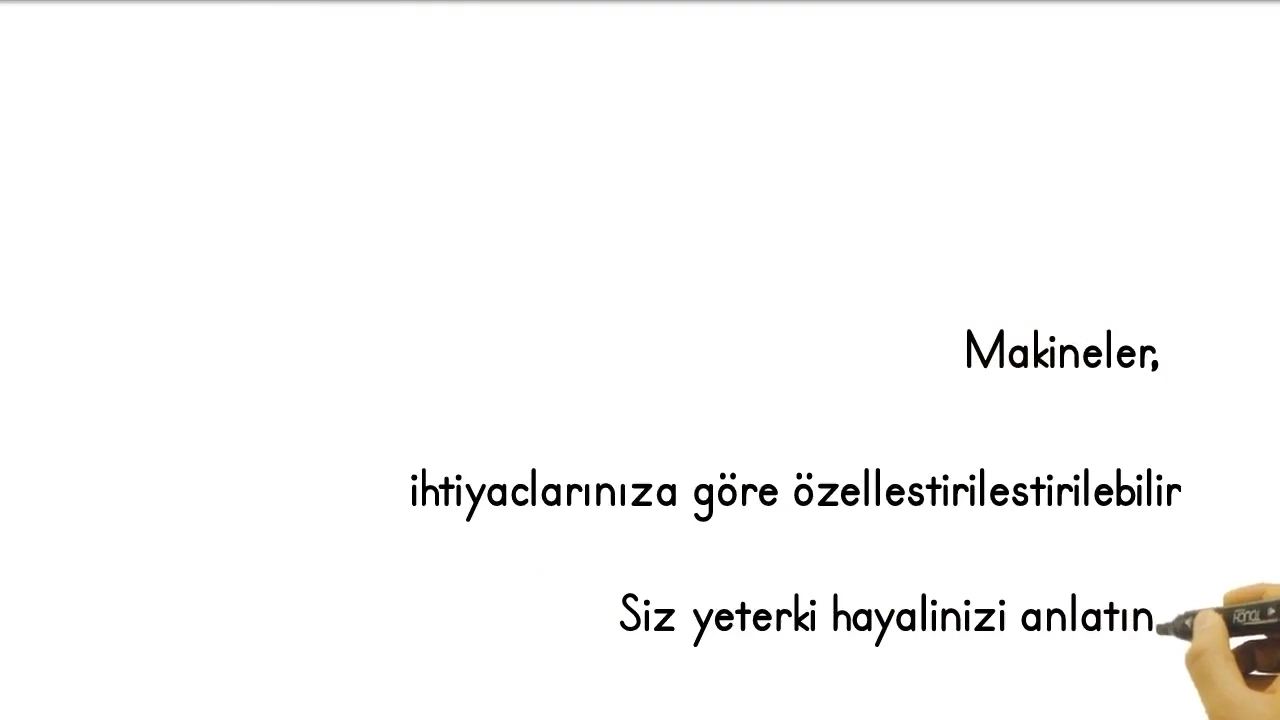 Makineler,
ihtiyaclarınıza göre özellestirilestirilebilir
Siz yeterki hayalinizi anlatın